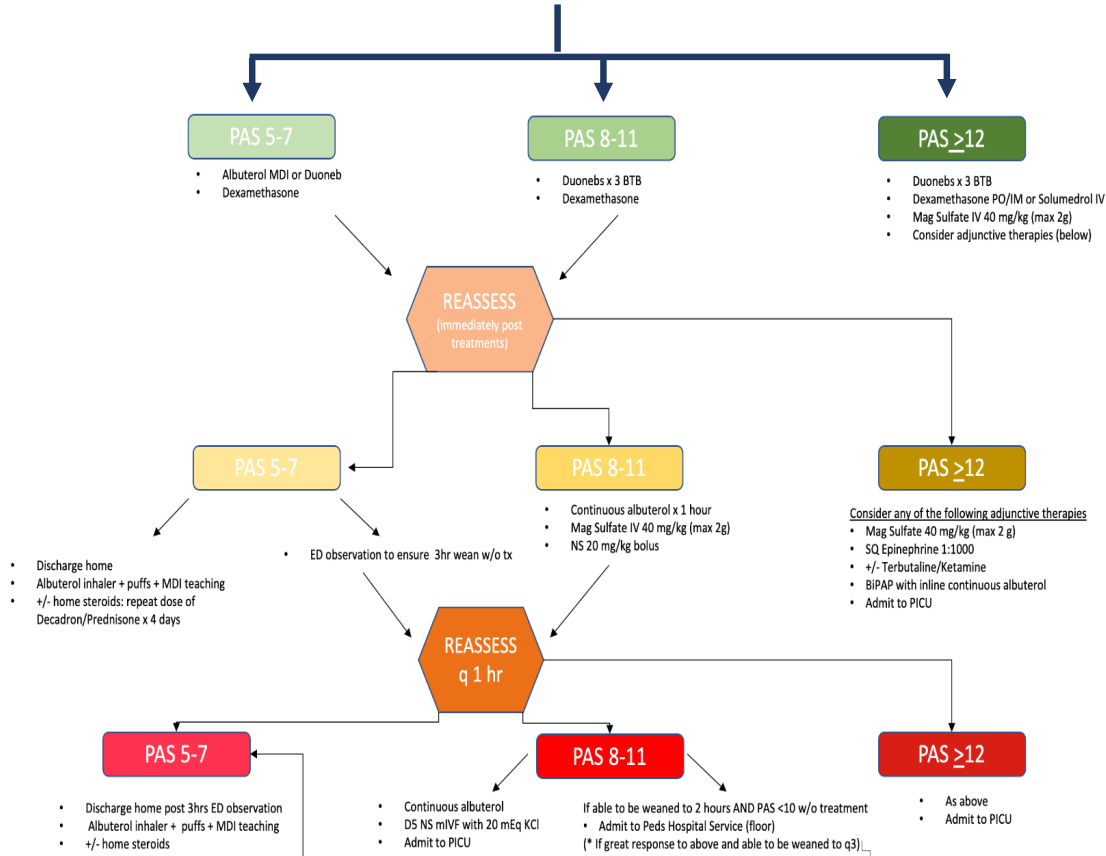 PAS 5-7
PAS 8-11
PAS ≥12
• Albuterol MDI or Duoneb
• Dexamethasone
• Duonebs x 3 BTB
• Dexamethasone
• Duonebs x 3 BTB
• Dexamethasone PO/IM or Solumedrol IV
• Mag Sulfate IV 40 mg/kg (max 2g)
• Consider adjunctive therapies (below)
REASSESS
(immediately post
treatments)
PAS 5-7
PAS 8-11
PAS ≥12
• Discharge home
• Albuterol inhaler + puffs + MDI teaching
• +/- home steroids: repeat dose of
Decadron/Prednisone x 4 days
• ED observation to ensure 3hr wean w/o tx
• Continuous albuterol x 1 hour
• Mag Sulfate IV 40 mg/kg (max 2g)
• NS 20 mg/kg bolus
Consider any of the following adjunctive therapies
• Mag Sulfate 40 mg/kg (max 2 g)
• SQ Epinephrine 1:1000
• +/- Terbutaline/Ketamine
• BiPAP with inline continuous albuterol
• Admit to PICU
REASSESS
q 1 hr
PAS 5-7
PAS 8-11
PAS ≥12
• Discharge home post 3hrs ED observation
• Albuterol inhaler + puffs + MDI teaching
• +/- home steroids
• Continuous albuterol
• D5 NS mIVF with 20 mEq KCl
• Admit to PICU
If able to be weaned to 2 hours AND PAS <10 w/o treatment
• Admit to Peds Hospital Service (floor)
(* If great response to above and able to be weaned to q3)
• As above
• Admit to PICU